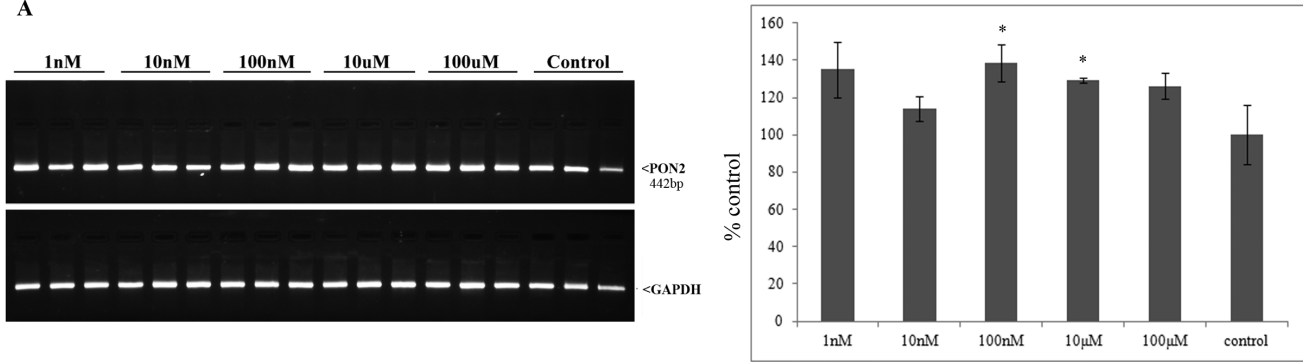 A
1nM 10nM 100nM 10uM 100uM Control
<PON2
442bp
<GAPDH
% control
160
140
120
100
80
60
40
20
0
* *
1nM 10nM 100nM 10µM 100µM control